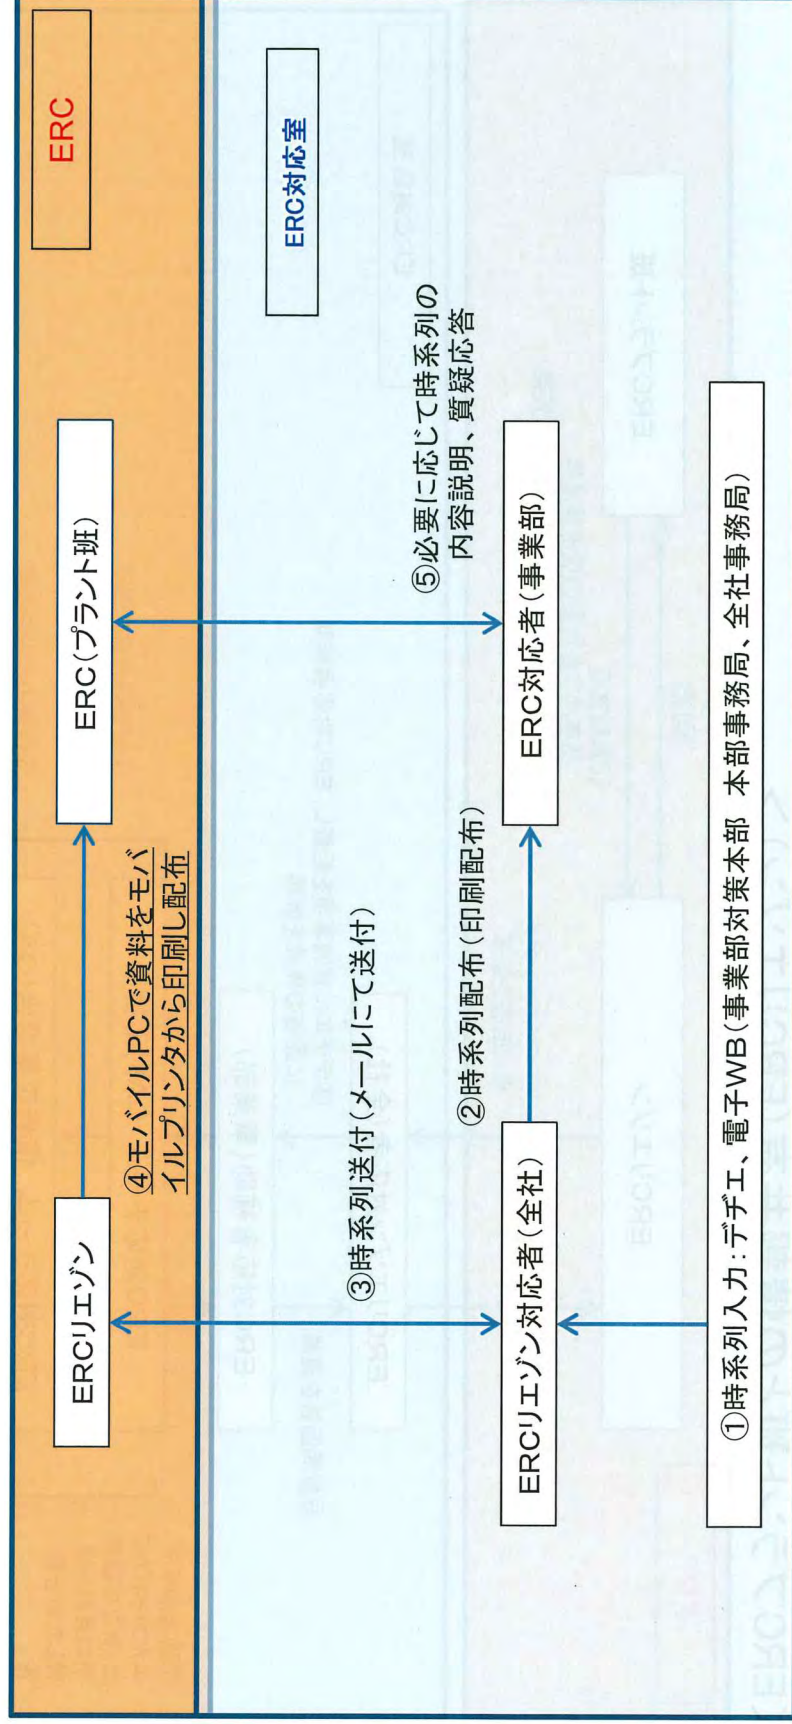 ERC
ERCリエゾン
ERC(プラント班)
④モバイルPCで資料をモバ
イルプリンタから印刷し配布
ERC対応室
③時系列送付(メールにて送付)
⑤必要に応じて時系列の
内容説明、質疑応答
②時系列配布(印刷配布)
ERCリエゾン対応者(全社)
ERC対応者(事業部)
①時系列入力:デヂエ、電子WB(事業部対策本部 本部事務局、全社事務局)